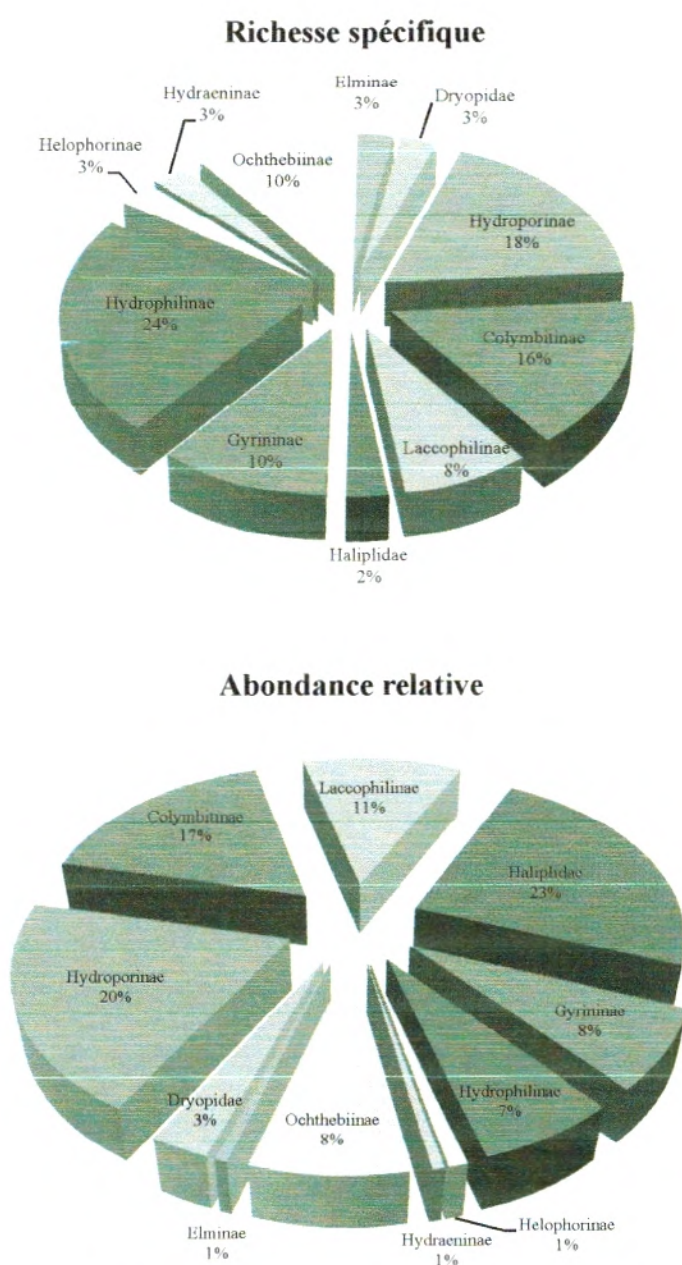 Richesse spécifique
Elminae
3%
Dryopidae
3%
Hydraeninae
3%
Helophorinae
3%
Ochthebiinae
10%
Hydroporinae
18%
Hydrophilinae
24%
Colymbitinae
16%
Gyrininae
10%
Laccophilinae
8%
Haliplidae
2%
Abondance relative
Laccophilinae
11%
Colymbitinae
17%
Haliplidae
23%
Hydroporinae
20%
Gyrininae
8%
Hydrophilinae
7%
Dryopidae
3%
Ochthebiinae
8%
Elminae
1%
Hydraeninae
1%
Helophorinae
1%